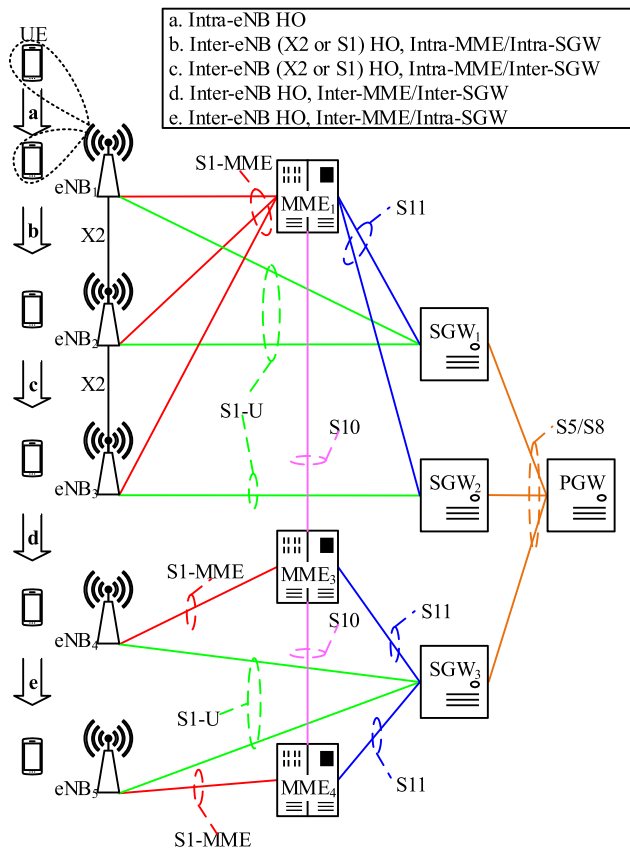 UE
a. Intra-eNB HO
b. Inter-eNB (X2 or S1) HO, Intra-MME/Intra-SGW
c. Inter-eNB (X2 or S1) HO, Intra-MME/Inter-SGW
d. Inter-eNB HO, Inter-MME/Inter-SGW
e. Inter-eNB HO, Inter-MME/Intra-SGW
a
S1-MME
eNB₁
MME₁
S11
b
X2
eNB₂
SGW₁
c
X2
S1-U
S10
S5/S8
eNB₃
SGW₂
PGW
d
S1-MME
MME₃
eNB₄
S10
S11
SGW₃
e
S1-U
eNB₅
MME₄
S11
S1-MME